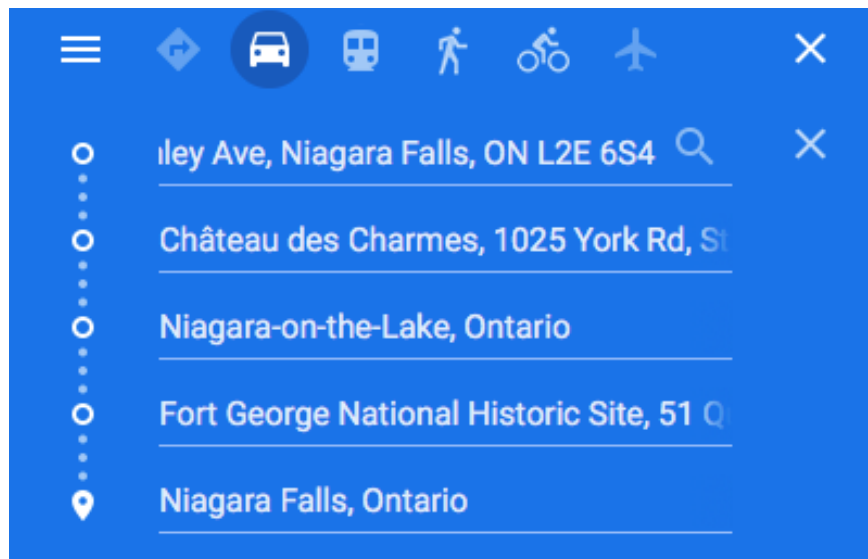 ley Ave, Niagara Falls, ON L2E 6S4
Château des Charmes, 1025 York Rd,
Niagara-on-the-Lake, Ontario
Fort George National Historic Site, 51
Niagara Falls, Ontario